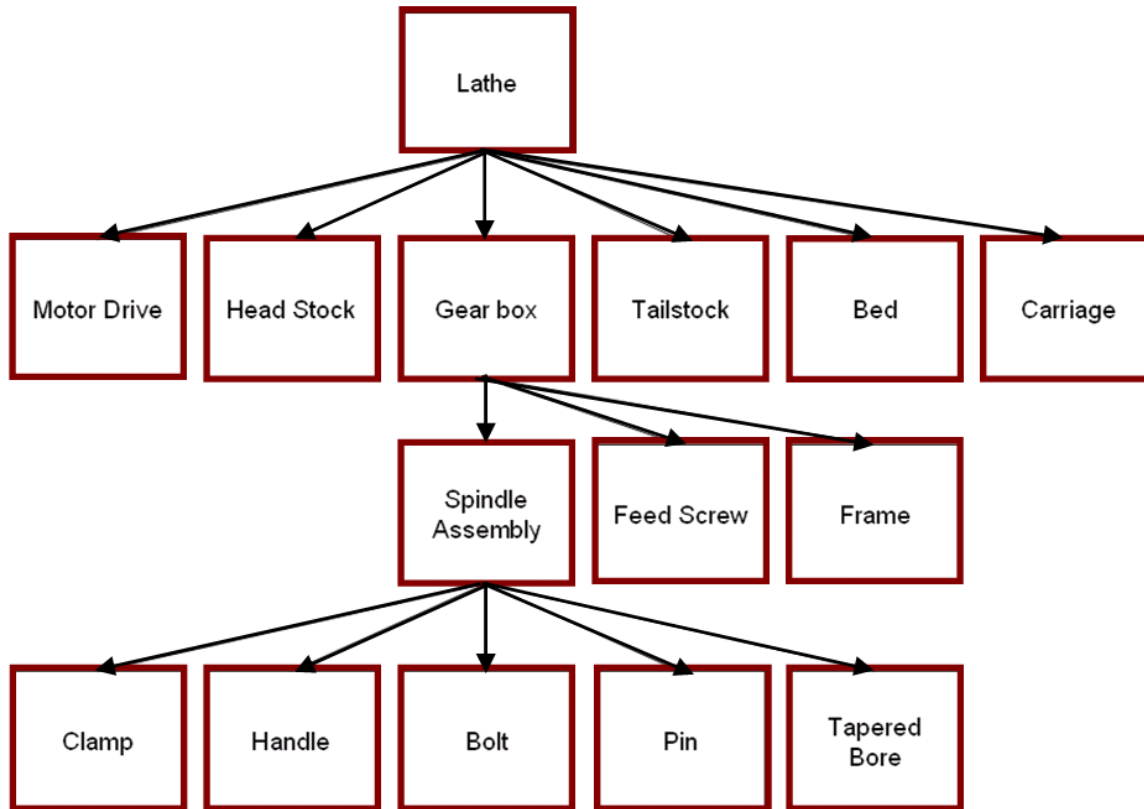 Lathe
Motor Drive
Head Stock
Gear box
Tailstock
Bed
Carriage
Spindle
Assembly
Feed Screw
Frame
Clamp
Handle
Bolt
Pin
Tapered
Bore